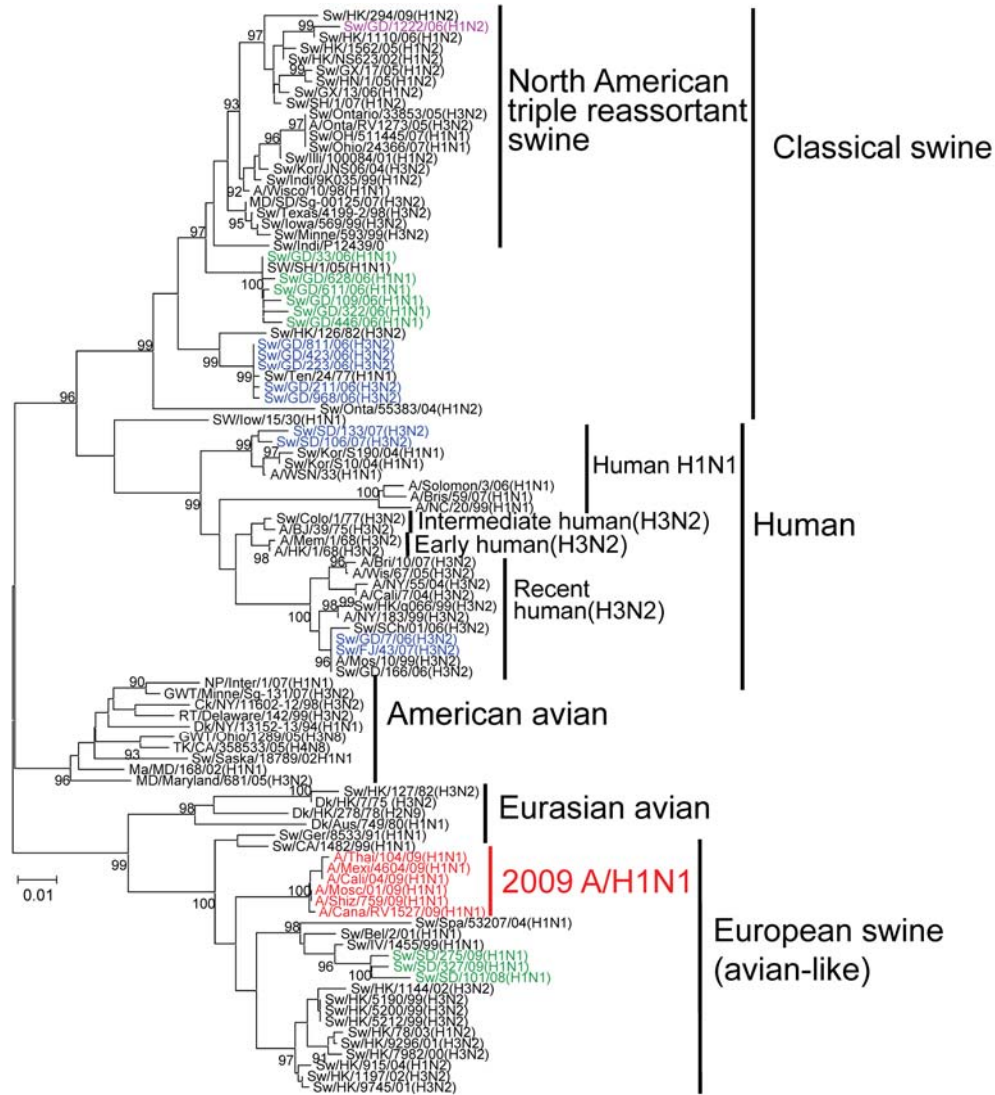 Sw/HK/294/09(H1N2)
99
Sw/GD/1222/06(H1N2)
97
Sw/HK/1110/06(H1N2)
Sw/HK/1562/05(H1N2)
Sw/HK/NS623/02(H1N2)
99
Sw/GX/17/05(H1N2)
Sw/HN/1/05(H1N2)
Sw/GX/13/06(H1N2)
Sw/SH/1/07(H1N2)
93
Sw/Ontario/33853/05(H3N2)
97
A/Onta/RV1273/05(H3N2)
Sw/OH/511445/07(H1N1)
96
Sw/Ohio/24366/07(H1N1)
Sw/Illi/100084/01(H1N2)
Sw/Kor/JNS06/04(H3N2)
Sw/Indi/9K035/99(H1N2)
92
A/Wisco/10/98(H1N1)
MD/SD/Sg-00125/07(H3N2)
Sw/Texas/4199-2/98(H3N2)
95
Sw/Iowa/569/99(H3N2)
Sw/Minne/593/99(H3N2)
97
Sw/Indi/P12439/0
Sw/GD/33/06(H1N1)
SW/SH/1/05(H1N1)
Sw/GD/628/06(H1N1)
100
Sw/GD/611/06(H1N1)
Sw/GD/109/06(H1N1)
Sw/GD/322/06(H1N1)
Sw/GD/446/06(H1N1)
Sw/HK/126/82(H3N2)
99
Sw/GD/811/06(H3N2)
Sw/GD/423/06(H3N2)
99
Sw/GD/223/06(H3N2)
99
Sw/Ten/24/77(H1N1)
Sw/GD/211/06(H3N2)
Sw/GD/968/06(H3N2)
96
Sw/Onta/55383/04(H1N2)
SW/Iow/15/30(H1N1)
Sw/SD/133/07(H3N2)
99
Sw/SD/106/07(H3N2)
97
Sw/Kor/S190/04(H1N1)
Sw/Kor/S10/04(H1N1)
A/WSN/33(H1N1)
99
A/Solomon/3/06(H1N1)
100
A/Bris/59/07(H1N1)
A/NC/20/99(H1N1)
Sw/Colo/1/77(H3N2)
A/BJ/39/75(H3N2)
A/Mem/1/68(H3N2)
98
A/HK/1/68(H3N2)
96
A/Bri/10/07(H3N2)
A/Wis/67/05(H3N2)
A/NY/55/04(H3N2)
99
A/Cali/7/04(H3N2)
98
Sw/HK/q066/99(H3N2)
100
A/NY/183/99(H3N2)
Sw/SCh/01/06(H3N2)
Sw/GD/7/06(H3N2)
Sw/FJ/43/07(H3N2)
96
A/Mos/10/99(H3N2)
Sw/GD/166/06(H3N2)
90
NP/Inter/1/07(H1N1)
GWT/Minne/Sg-131/07(H3N2)
Ck/NY/11602-12/98(H3N2)
RT/Delaware/142/99(H3N2)
Dk/NY/13152-13/94(H1N1)
GWT/Ohio/1289/05(H3N8)
TK/CA/358533/05(H4N8)
93
Sw/Saska/18789/02H1N1
Ma/MD/168/02(H1N1)
96
MD/Maryland/681/05(H3N2)
100
Sw/HK/127/82(H3N2)
Dk/HK/7/75 (H3N2)
98
Dk/HK/278/78(H2N9)
Dk/Aus/749/80(H1N1)
99
Sw/Ger/8533/91(H1N1)
Sw/CA/1482/99(H1N1)
A/Thai/104/09(H1N1)
A/Mexi/4604/09(H1N1)
A/Cali/04/09(H1N1)
100
A/Mosc/01/09(H1N1)
A/Shiz/759/09(H1N1)
A/Cana/RV1527/09(H1N1)
100
Sw/Spa/53207/04(H1N1)
98
Sw/Bel/2/01(H1N1)
Sw/IV/1455/99(H1N1)
96
Sw/SD/275/09(H1N1)
Sw/SD/327/09(H1N1)
100
Sw/SD/101/08(H1N1)
Sw/HK/1144/02(H3N2)
Sw/HK/5190/99(H3N2)
Sw/HK/5200/99(H3N2)
Sw/HK/5212/99(H3N2)
Sw/HK/78/03(H1N2)
Sw/HK/9296/01(H3N2)
91
Sw/HK/7982/00(H3N2)
97
Sw/HK/915/04(H1N2)
Sw/HK/1197/02(H3N2)
Sw/HK/9745/01(H3N2)
0.01
North American
triple reassortant
swine
Classical swine
Human H1N1
Intermediate human(H3N2)
Early human(H3N2)
Recent
human(H3N2)
Human
American avian
Eurasian avian
2009 A/H1N1
European swine
(avian-like)